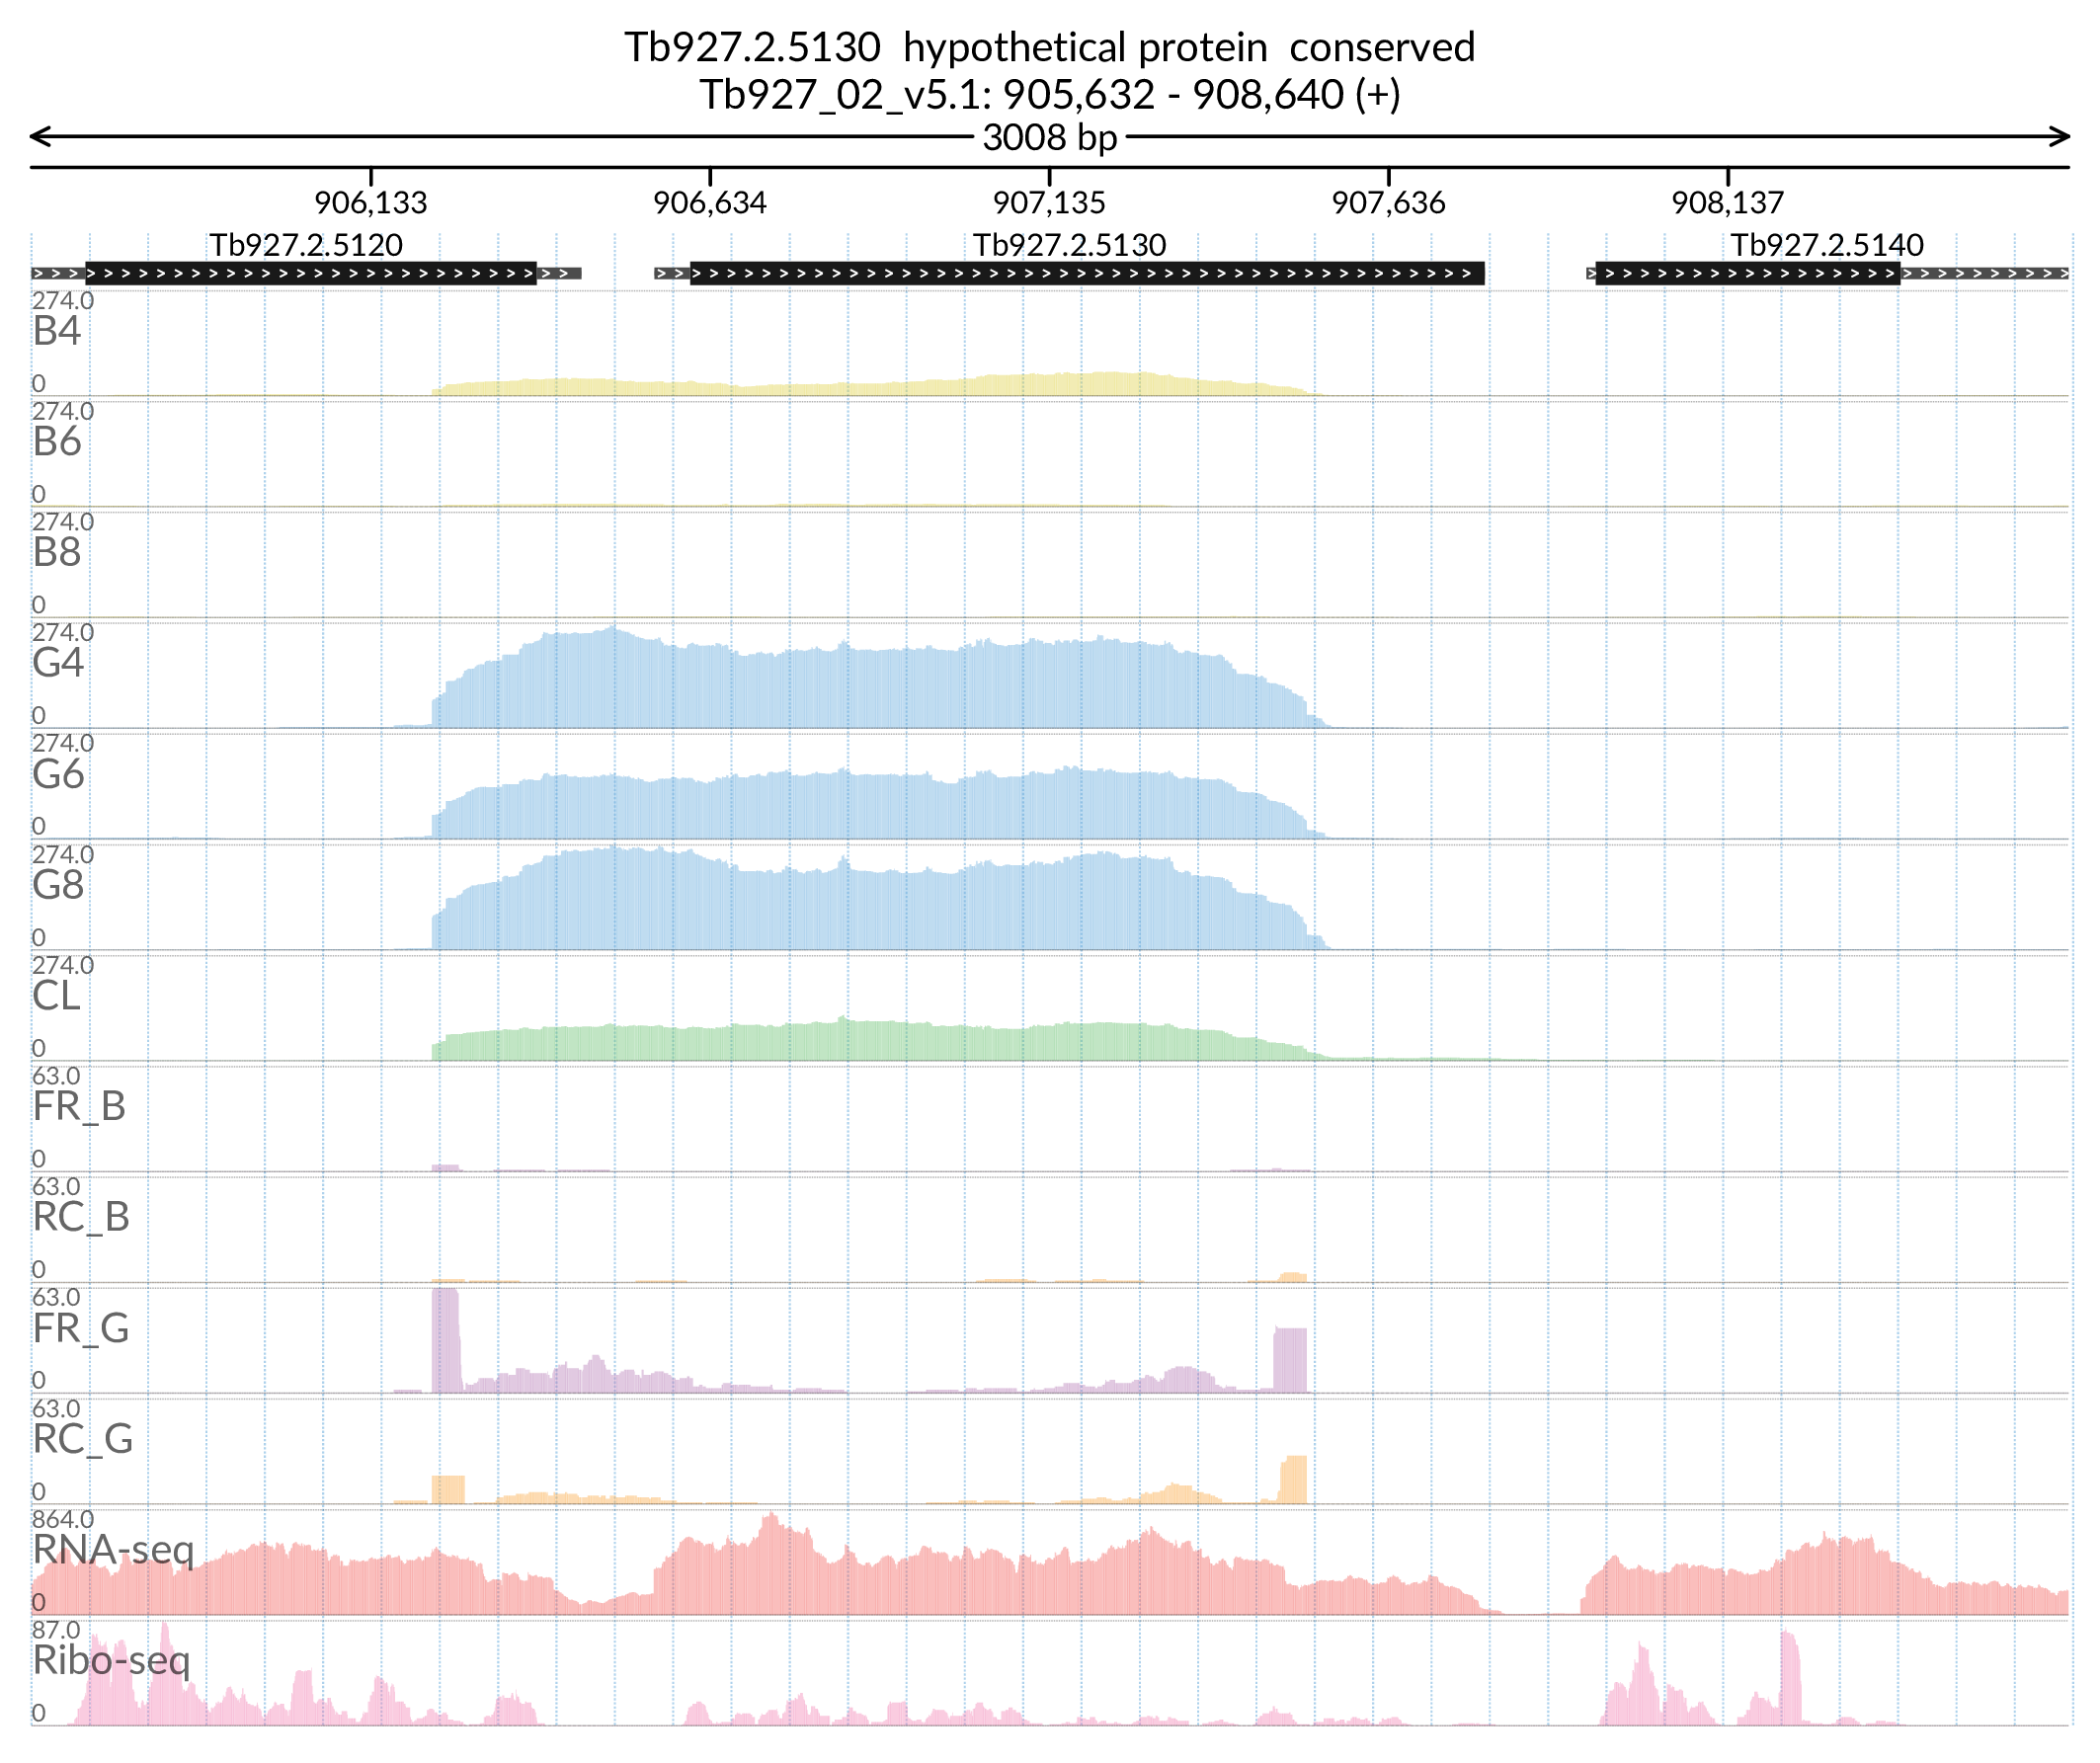 Tb927.2.5130  hypothetical protein  conserved
Tb927_02_v5.1: 905,632 - 908,640 (+)
3008 bp
906,133 906,634 907,135 907,636 908,137
Tb927.2.5120 Tb927.2.5130 Tb927.2.5140
274.0
B4
0
274.0
B6
0
274.0
B8
0
274.0
G4
0
274.0
G6
0
274.0
G8
0
274.0
CL
0
63.0
FR_B
0
63.0
RC_B
0
63.0
FR_G
0
63.0
RC_G
0
864.0
RNA-seq
0
87.0
Ribo-seq
0